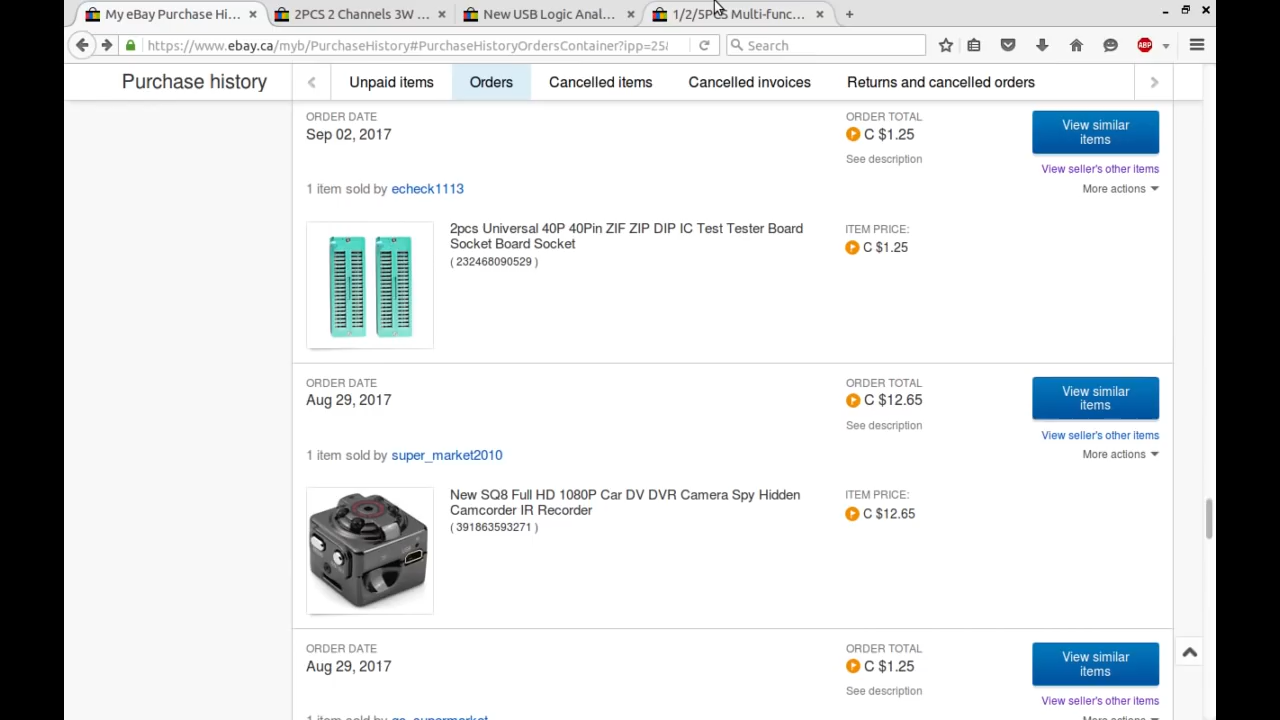 My eBay Purchase Hi...
2PCS 2 Channels 3W ...
New USB Logic Anal...
1/2/5PCS Multi-func...
https://www.ebay.ca/myb/PurchaseHistory#PurchaseHistoryOrdersContainer?ipp=25&
Search
ABP
Purchase history
Unpaid items
Orders
Cancelled items
Cancelled invoices
Returns and cancelled orders
ORDER DATE
Sep 02, 2017
ORDER TOTAL
C $1.25
See description
View similar
items
View seller's other items
More actions
1 item sold by echeck1113
2pcs Universal 40P 40Pin ZIF ZIP DIP IC Test Tester Board
Socket Board Socket
( 232468090529 )
ITEM PRICE:
C $1.25
ORDER DATE
Aug 29, 2017
ORDER TOTAL
C $12.65
See description
View similar
items
View seller's other items
More actions
1 item sold by super_market2010
New SQ8 Full HD 1080P Car DV DVR Camera Spy Hidden
Camcorder IR Recorder
( 391863593271 )
ITEM PRICE:
C $12.65
ORDER DATE
Aug 29, 2017
ORDER TOTAL
C $1.25
See description
View similar
items
View seller's other items
More actions
1 item sold by